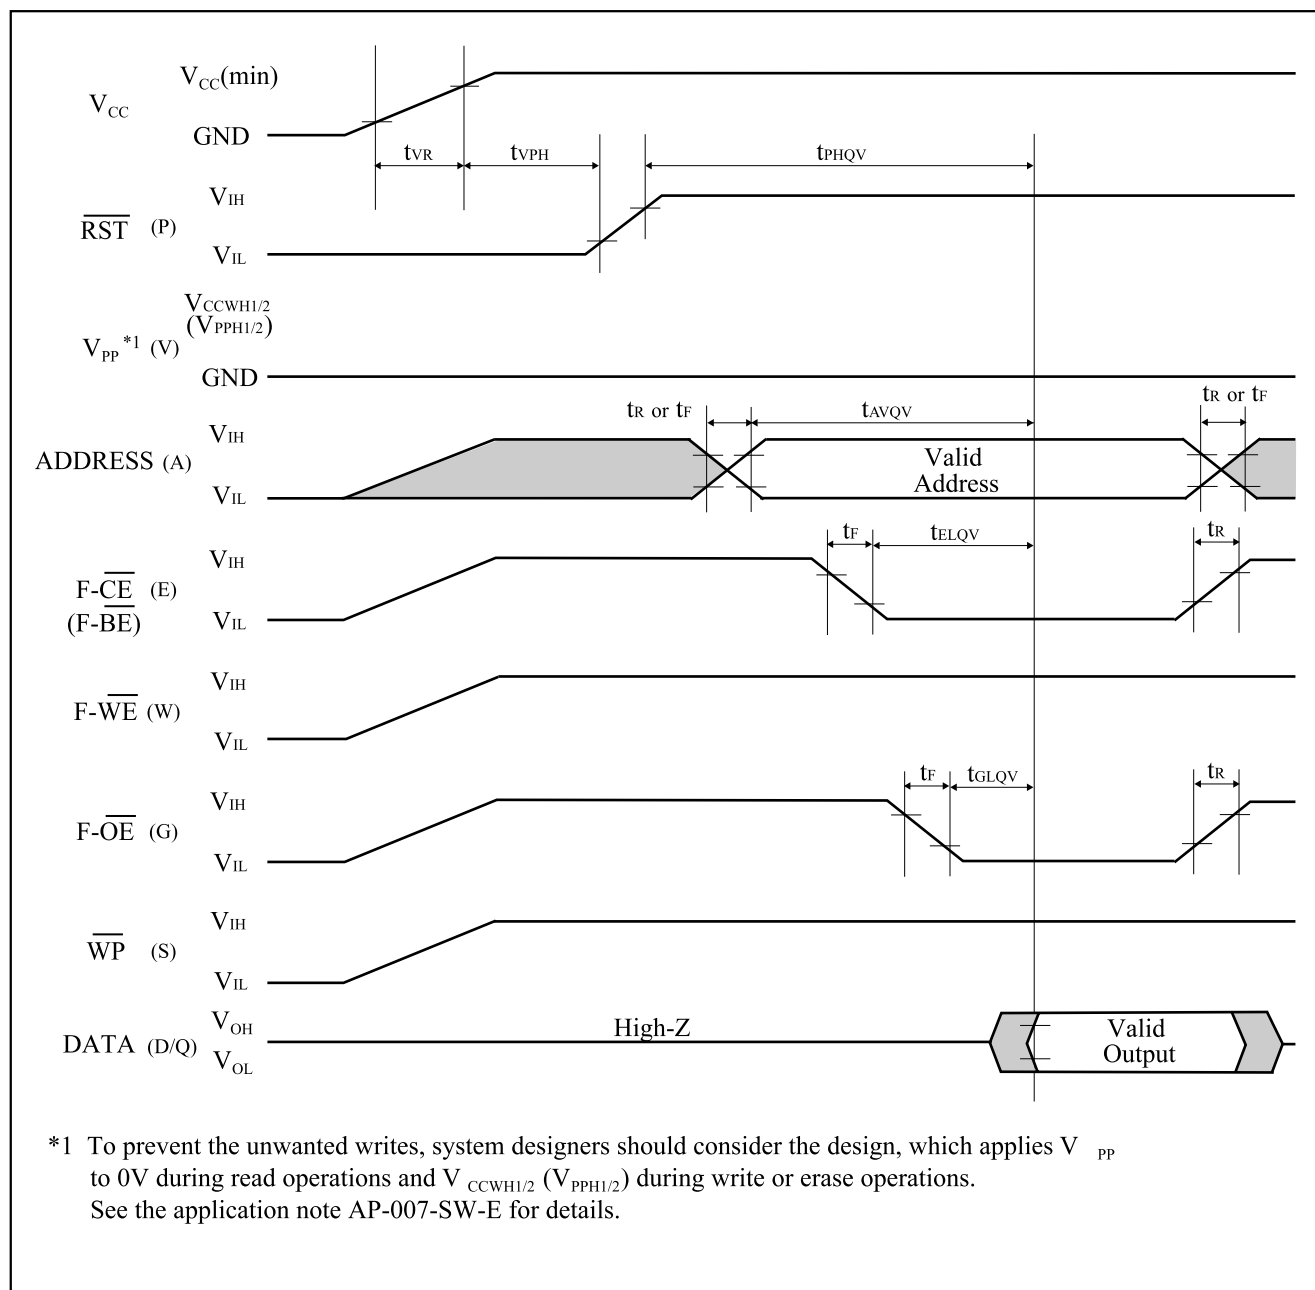 VCC
VCC(min)
GND
tVR
tVPH
tPHQV
RST (P)
VIH
VIL
VPP *1 (V)
VCCWH1/2
(VPPH1/2)
GND
tR or tF
tAVQV
tR or tF
ADDRESS (A)
VIH
VIL
Valid
Address
tF
tELQV
tR
F-CE (E)
(F-BE)
VIH
VIL
F-WE (W)
VIH
VIL
tF
tGLQV
tR
F-OE (G)
VIH
VIL
WP (S)
VIH
VIL
DATA (D/Q)
VOH
VOL
High-Z
Valid
Output
*1 To prevent the unwanted writes, system designers should consider the design, which applies V PP
to 0V during read operations and V CCWH1/2 (VPPH1/2) during write or erase operations.
See the application note AP-007-SW-E for details.